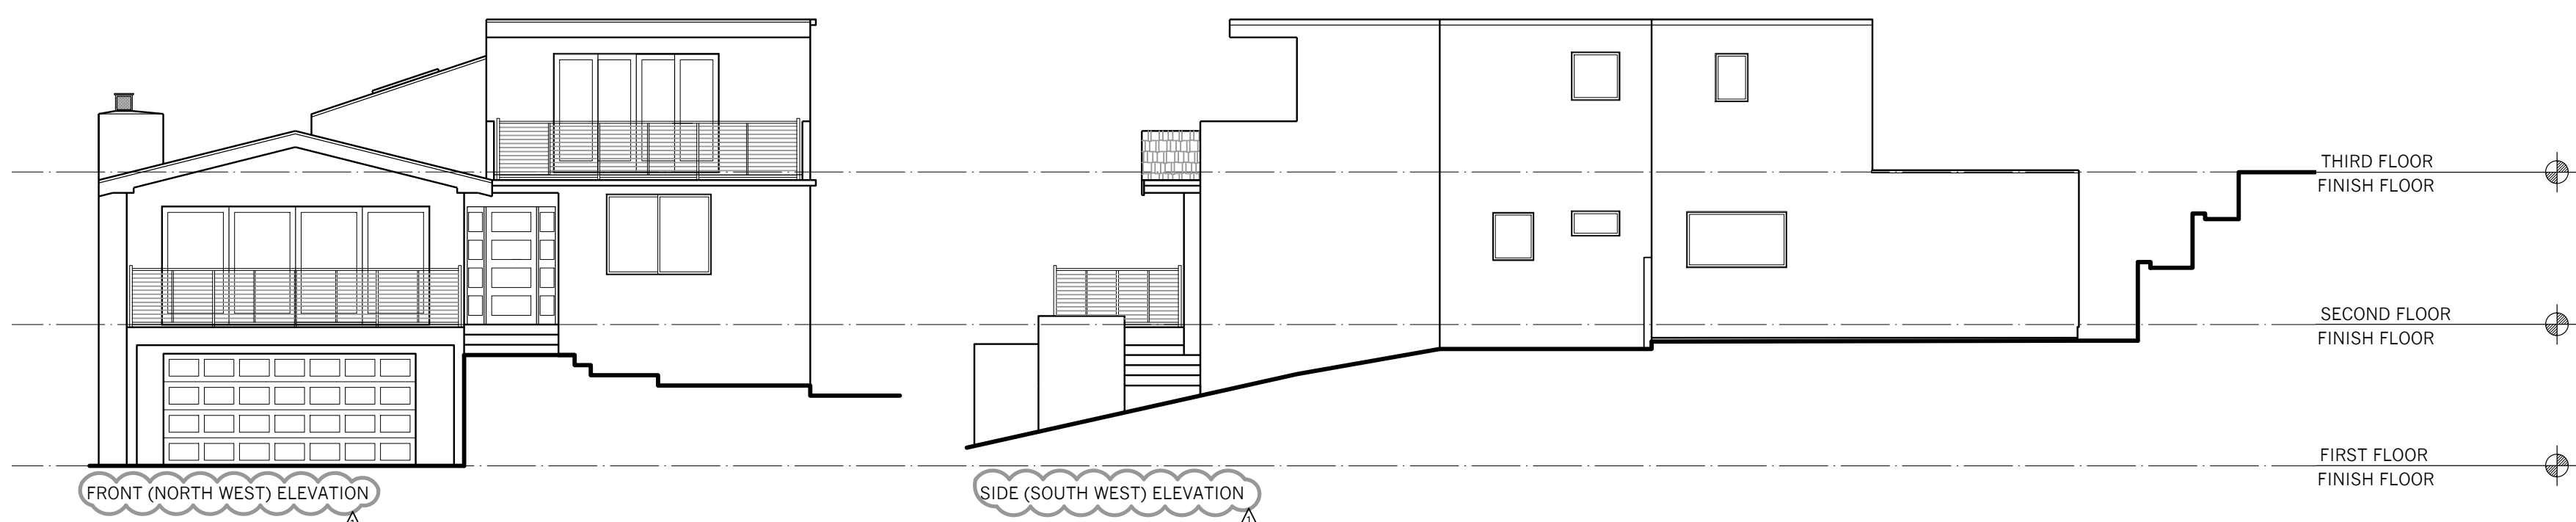 THIRD FLOOR
FINISH FLOOR
SECOND FLOOR
FINISH FLOOR
FIRST FLOOR
FINISH FLOOR
FRONT (NORTH WEST) ELEVATION
SIDE (SOUTH WEST) ELEVATION